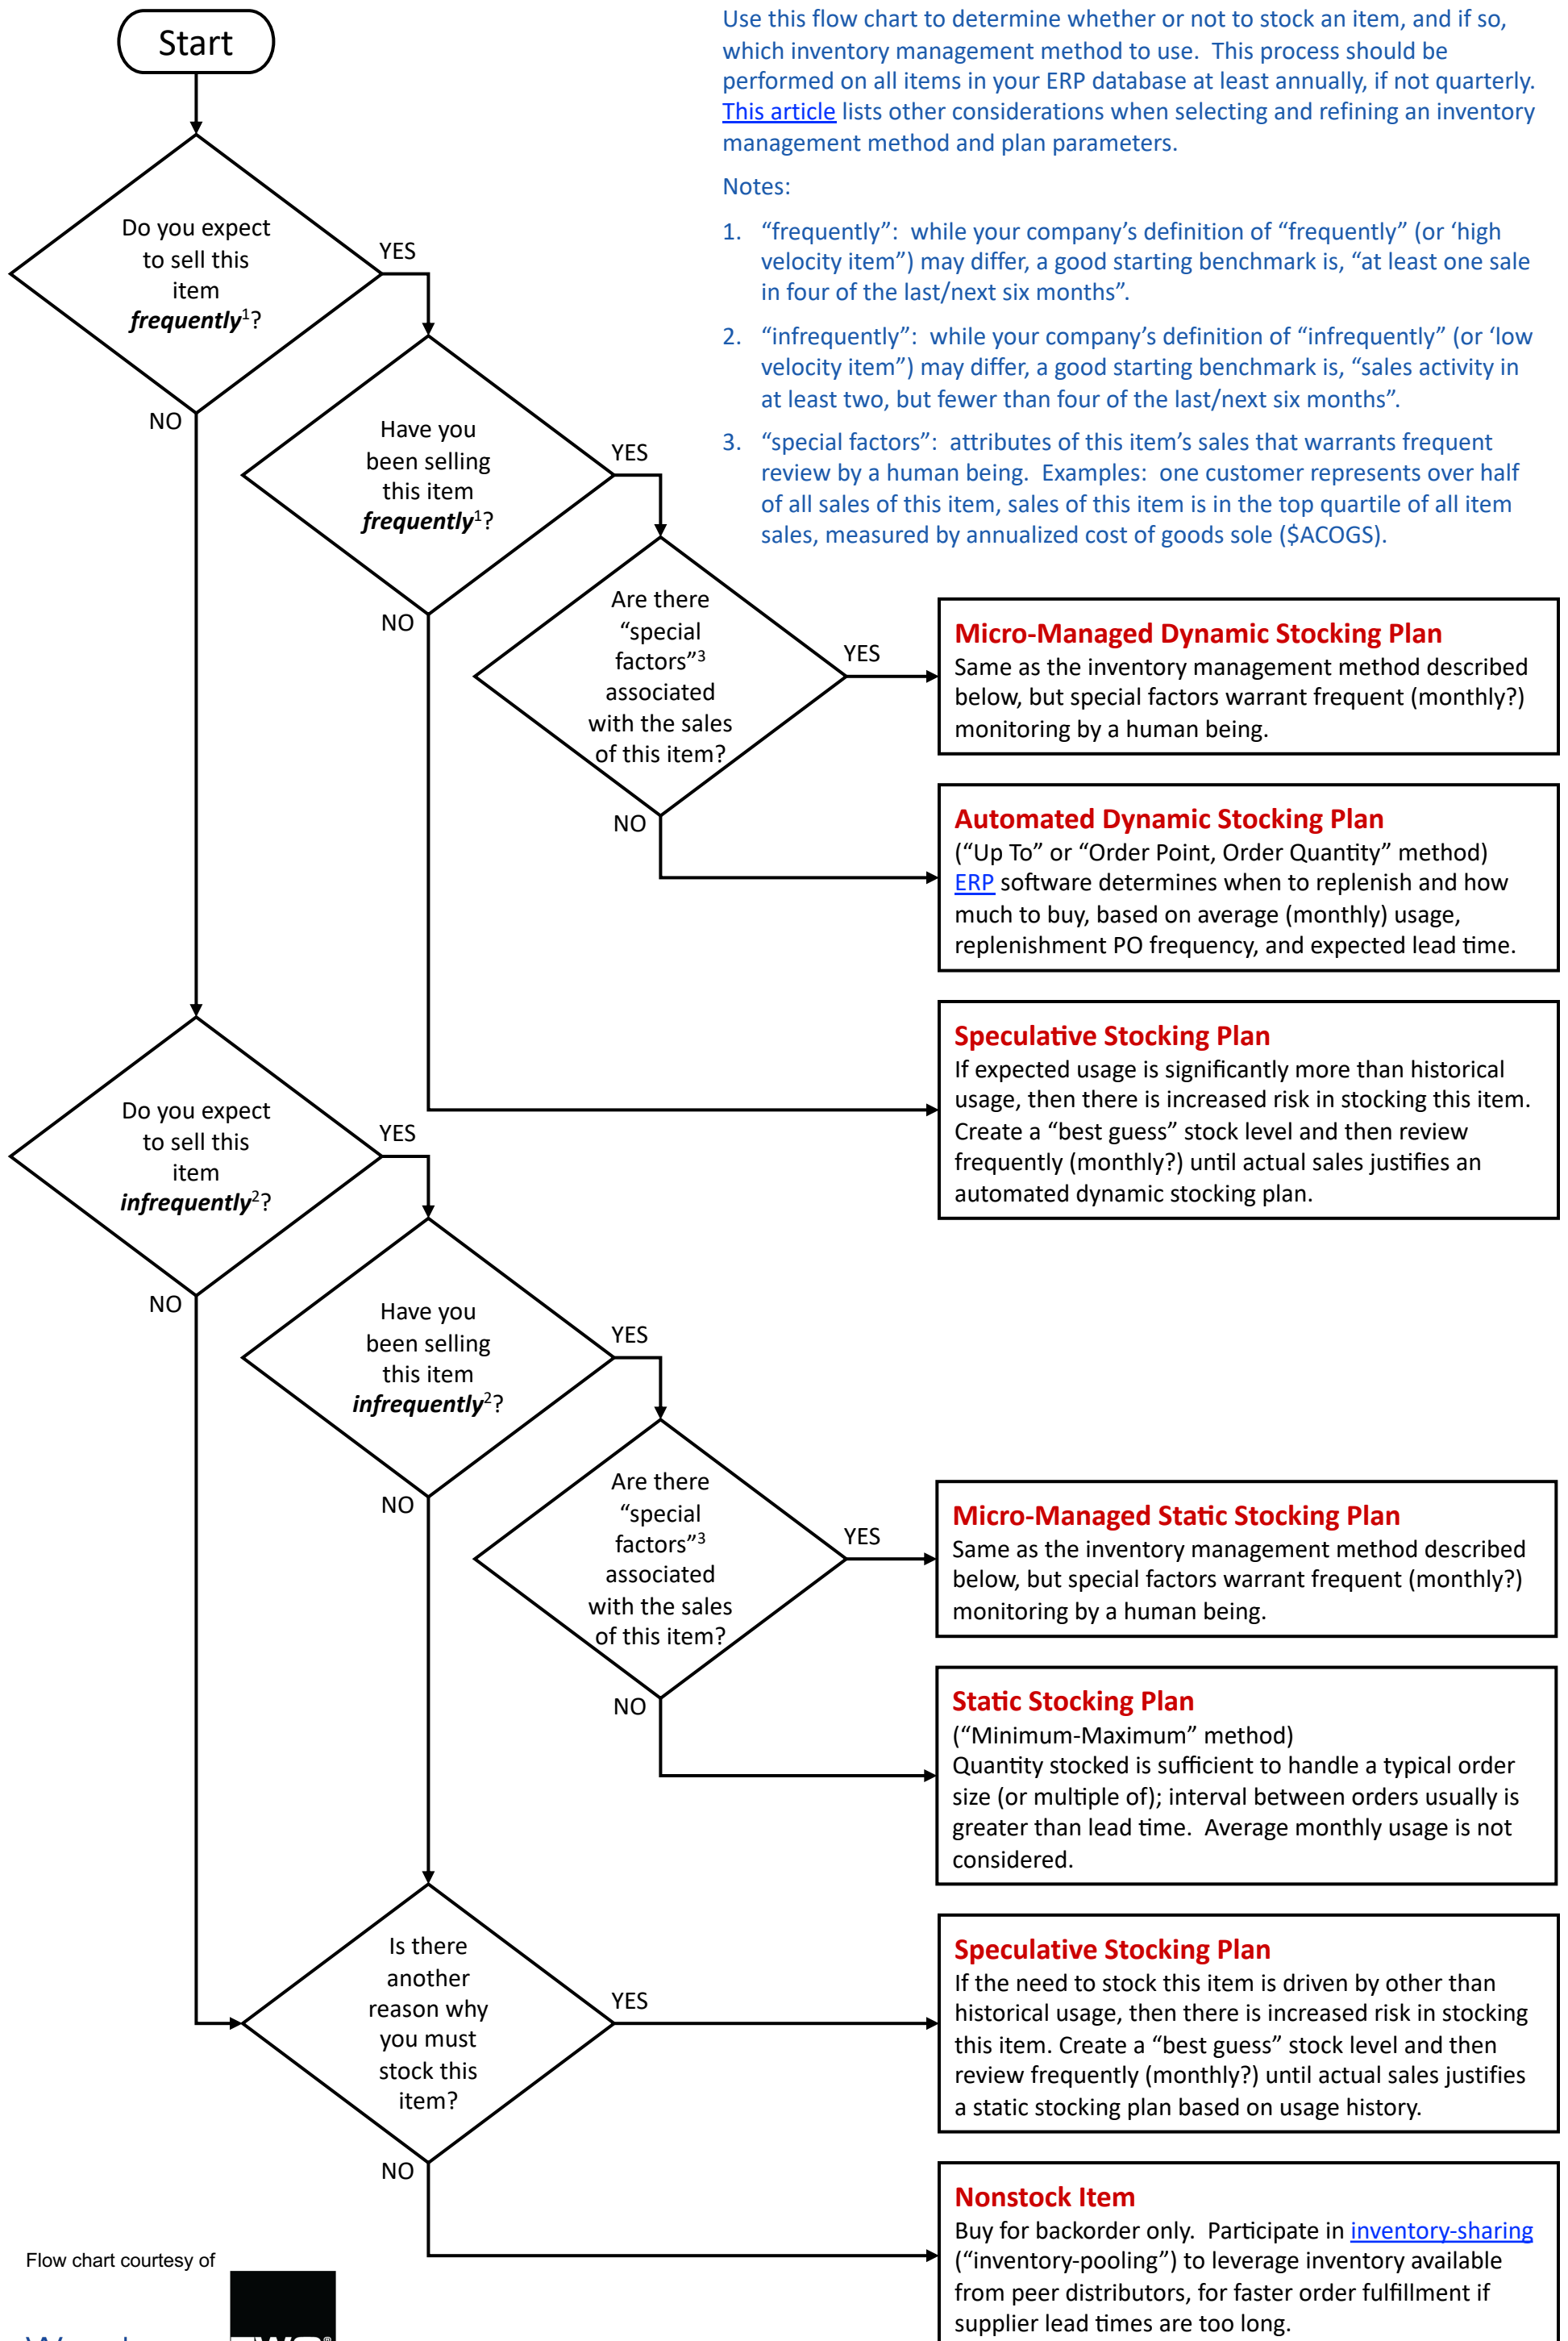 Start
Use this flow chart to determine whether or not to stock an item, and if so,
which inventory management method to use.  This process should be
performed on all items in your ERP database at least annually, if not quarterly.
This article lists other considerations when selecting and refining an inventory
management method and plan parameters.
Notes:
1. “frequently”:  while your company’s definition of “frequently” (or ‘high
velocity item”) may differ, a good starting benchmark is, “at least one sale
in four of the last/next six months”.
2. “infrequently”:  while your company’s definition of “infrequently” (or ‘low
velocity item”) may differ, a good starting benchmark is, “sales activity in
at least two, but fewer than four of the last/next six months”.
3. “special factors”:  attributes of this item’s sales that warrants frequent
review by a human being.  Examples:  one customer represents over half
of all sales of this item, sales of this item is in the top quartile of all item
sales, measured by annualized cost of goods sole ($ACOGS).
Do you expect
to sell this
item
frequently¹?
YES
NO
Have you
been selling
this item
frequently¹?
YES
NO
Are there
“special
factors”³
associated
with the sales
of this item?
YES
NO
Micro-Managed Dynamic Stocking Plan
Same as the inventory management method described
below, but special factors warrant frequent (monthly?)
monitoring by a human being.
Automated Dynamic Stocking Plan
(“Up To” or “Order Point, Order Quantity” method)
ERP software determines when to replenish and how
much to buy, based on average (monthly) usage,
replenishment PO frequency, and expected lead time.
Speculative Stocking Plan
If expected usage is significantly more than historical
usage, then there is increased risk in stocking this item.
Create a “best guess” stock level and then review
frequently (monthly?) until actual sales justifies an
automated dynamic stocking plan.
Do you expect
to sell this
item
infrequently²?
YES
NO
Have you
been selling
this item
infrequently²?
YES
NO
Are there
“special
factors”³
associated
with the sales
of this item?
YES
NO
Micro-Managed Static Stocking Plan
Same as the inventory management method described
below, but special factors warrant frequent (monthly?)
monitoring by a human being.
Static Stocking Plan
(“Minimum-Maximum” method)
Quantity stocked is sufficient to handle a typical order
size (or multiple of); interval between orders usually is
greater than lead time.  Average monthly usage is not
considered.
Is there
another
reason why
you must
stock this
item?
YES
NO
Speculative Stocking Plan
If the need to stock this item is driven by other than
historical usage, then there is increased risk in stocking
this item. Create a “best guess” stock level and then
review frequently (monthly?) until actual sales justifies
a static stocking plan based on usage history.
Nonstock Item
Buy for backorder only.  Participate in inventory-sharing
(“inventory-pooling”) to leverage inventory available
from peer distributors, for faster order fulfillment if
supplier lead times are too long.
Flow chart courtesy of